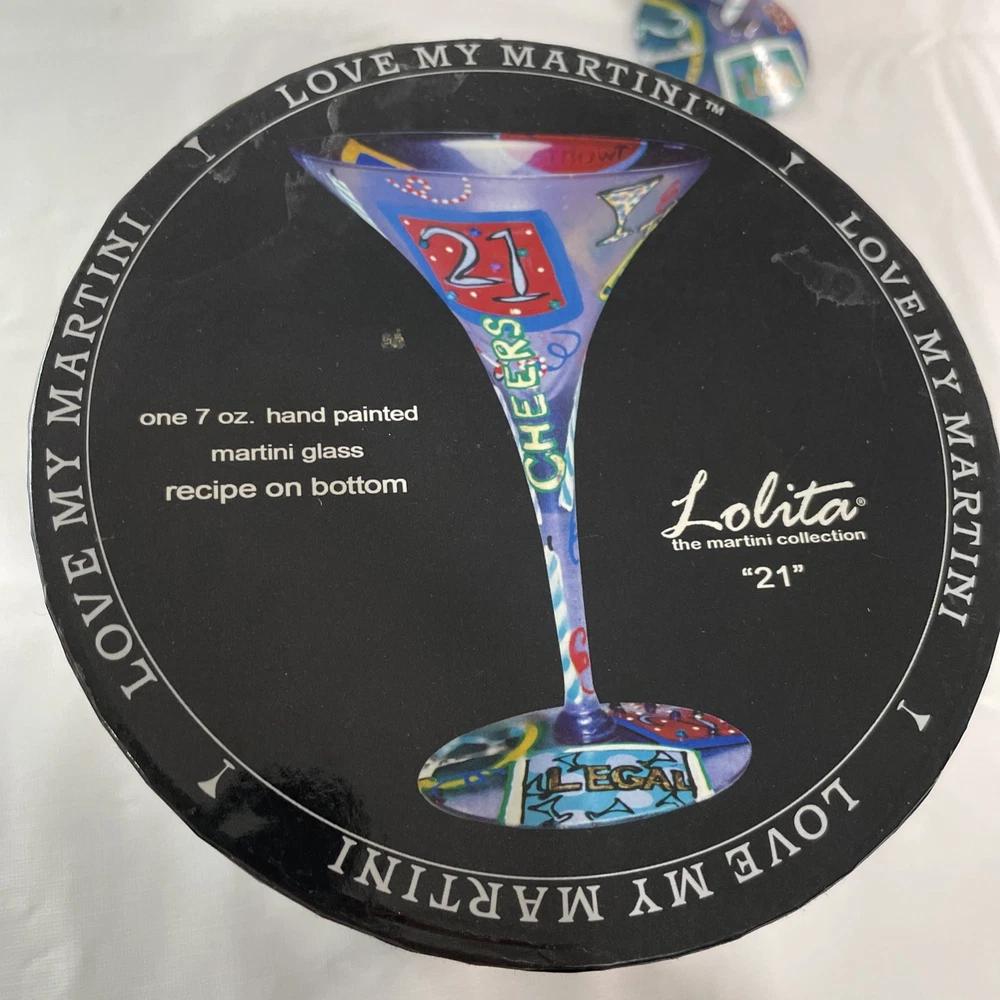 LOVE MY MARTINI™
LOVE MY MARTINI
LOVE MY MARTINI
LOVE MY MARTINI
21
CHEERS
one 7 oz. hand painted
martini glass
recipe on bottom
Lolita®
the martini collection
“21”
LEGAL